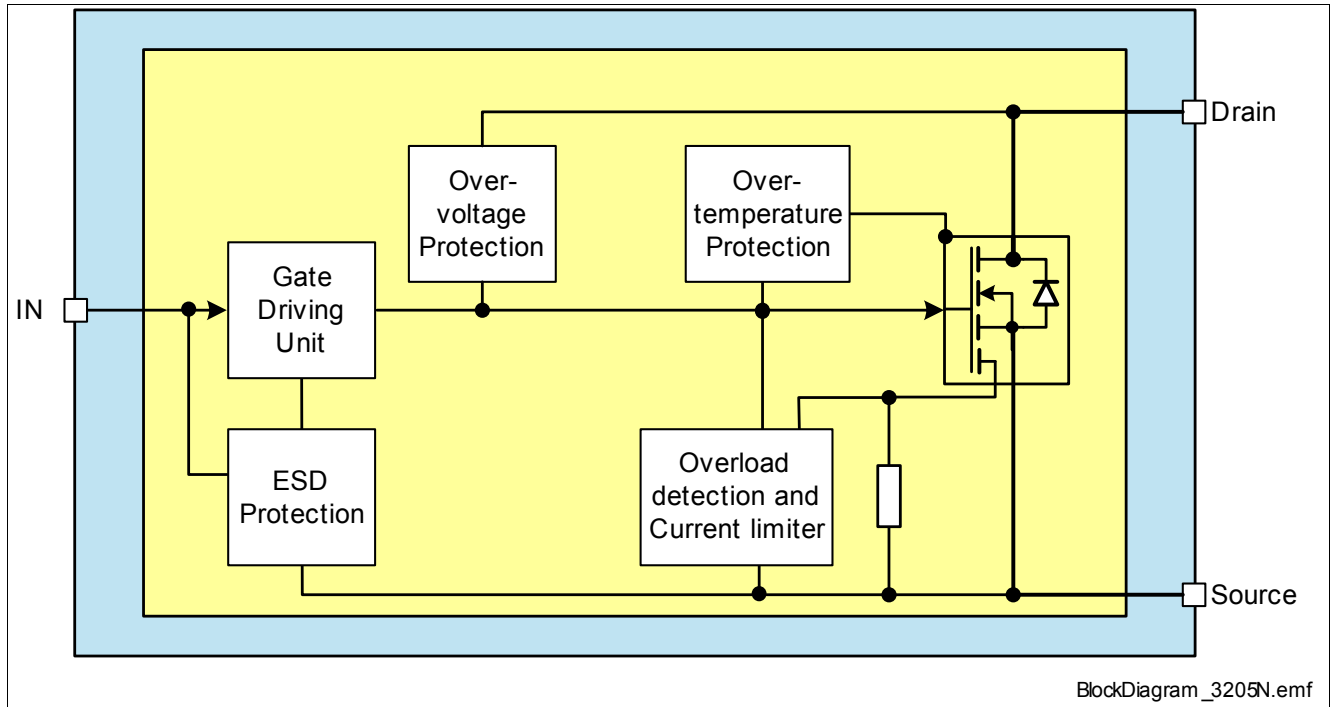 Drain
Over-
voltage
Protection
Over-
temperature
Protection
IN
Gate
Driving
Unit
ESD
Protection
Overload
detection and
Current limiter
Source
BlockDiagram_3205N.emf